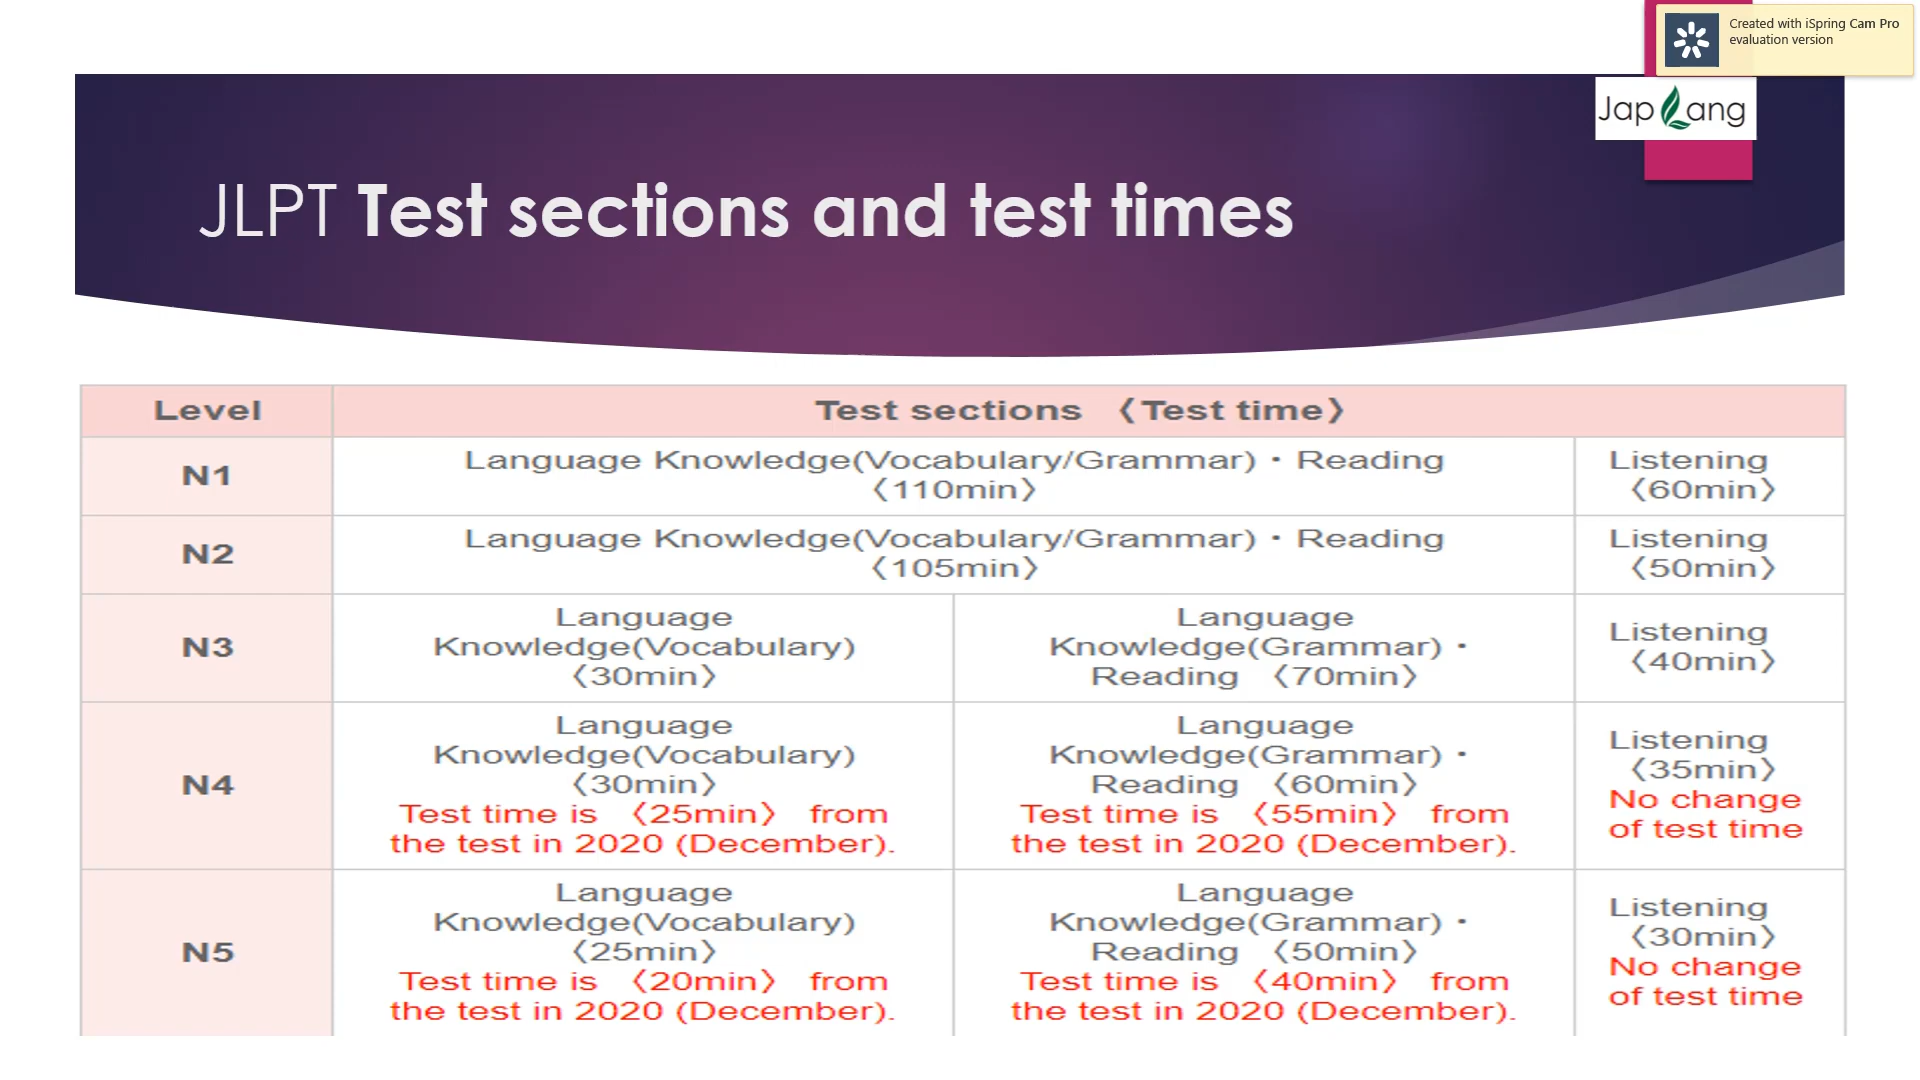 Created with iSpring Cam Pro
evaluation version
Jap Lang
JLPT Test sections and test times
Level
Test sections 〈Test time〉
N1
Language Knowledge(Vocabulary/Grammar)・Reading
〈110min〉
Listening
〈60min〉
N2
Language Knowledge(Vocabulary/Grammar)・Reading
〈105min〉
Listening
〈50min〉
N3
Language
Knowledge(Vocabulary)
〈30min〉
Language
Knowledge(Grammar)・
Reading 〈70min〉
Listening
〈40min〉
N4
Language
Knowledge(Vocabulary)
〈30min〉
Test time is 〈25min〉 from
the test in 2020 (December).
Language
Knowledge(Grammar)・
Reading 〈60min〉
Test time is 〈55min〉 from
the test in 2020 (December).
Listening
〈35min〉
No change
of test time
N5
Language
Knowledge(Vocabulary)
〈25min〉
Test time is 〈20min〉 from
the test in 2020 (December).
Language
Knowledge(Grammar)・
Reading 〈50min〉
Test time is 〈40min〉 from
the test in 2020 (December).
Listening
〈30min〉
No change
of test time